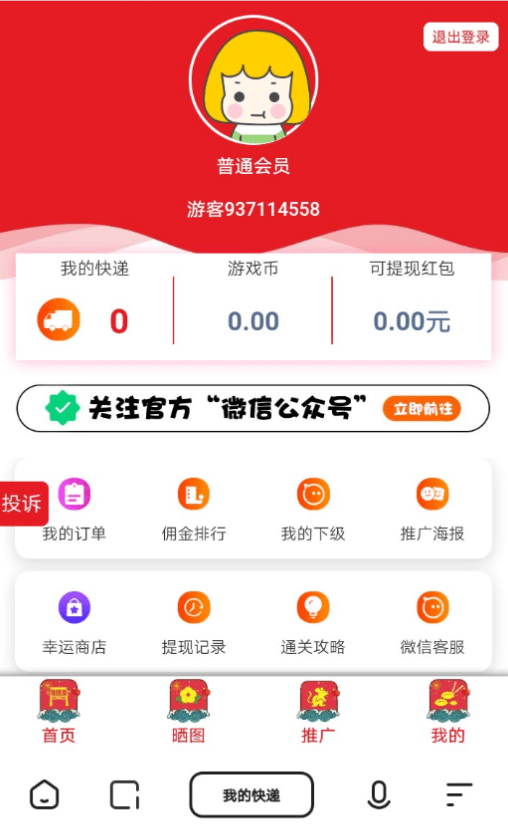 退出登录
普通会员
游客937114558
我的快递 游戏币 可提现红包
0 0.00 0.00元
关注官方“微信公众号” 立即前往
投诉
我的订单 佣金排行 我的下级 推广海报
幸运商店 提现记录 通关攻略 微信客服
首页 晒图 推广 我的
我的快递